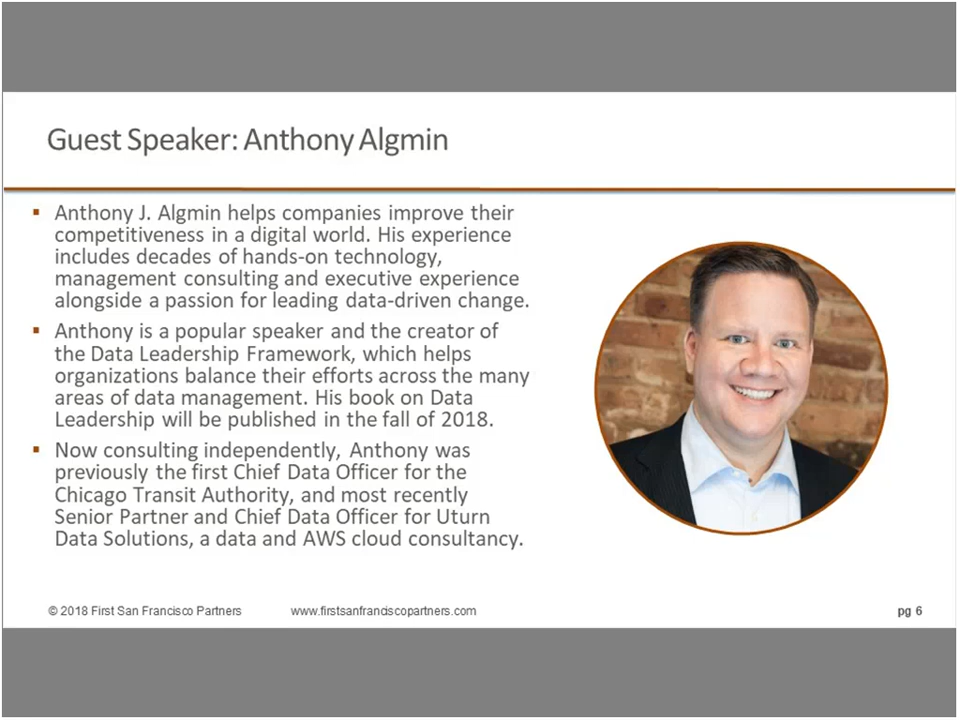 Guest Speaker: Anthony Algmin
▪ Anthony J. Algmin helps companies improve their
competitiveness in a digital world. His experience
includes decades of hands-on technology,
management consulting and executive experience
alongside a passion for leading data-driven change.
▪ Anthony is a popular speaker and the creator of
the Data Leadership Framework, which helps
organizations balance their efforts across the many
areas of data management. His book on Data
Leadership will be published in the fall of 2018.
▪ Now consulting independently, Anthony was
previously the first Chief Data Officer for the
Chicago Transit Authority, and most recently
Senior Partner and Chief Data Officer for Uturn
Data Solutions, a data and AWS cloud consultancy.
© 2018 First San Francisco Partners www.firstsanfranciscopartners.com pg 6